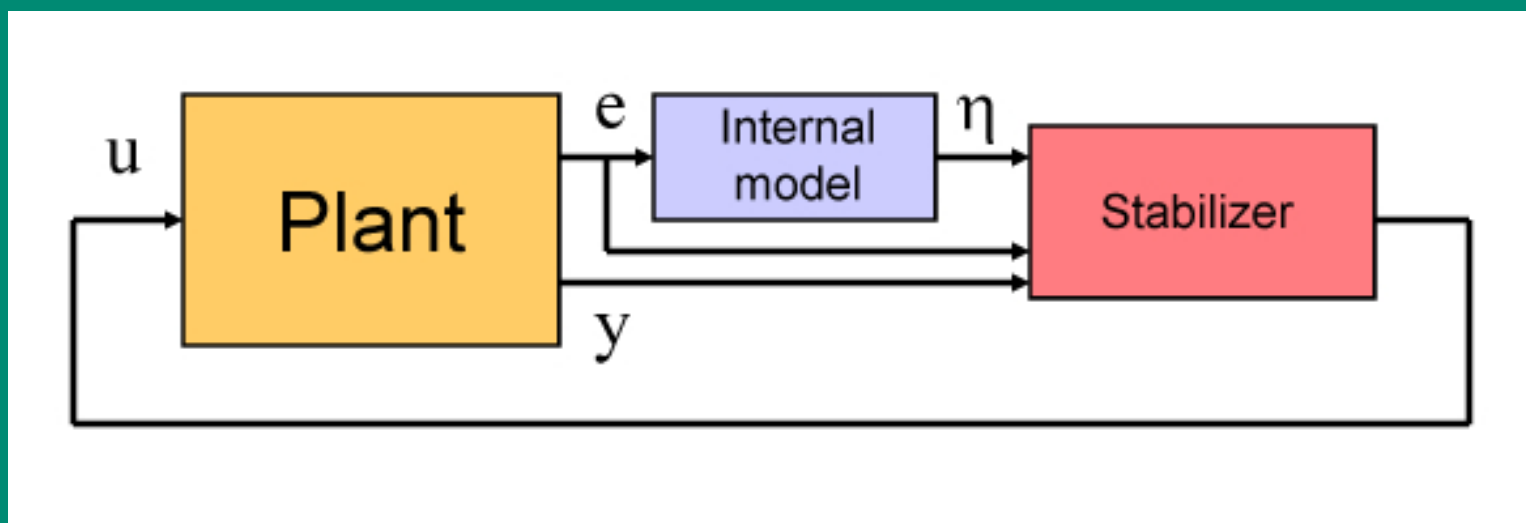 u
Plant
e
Internal
model
η
Stabilizer
y